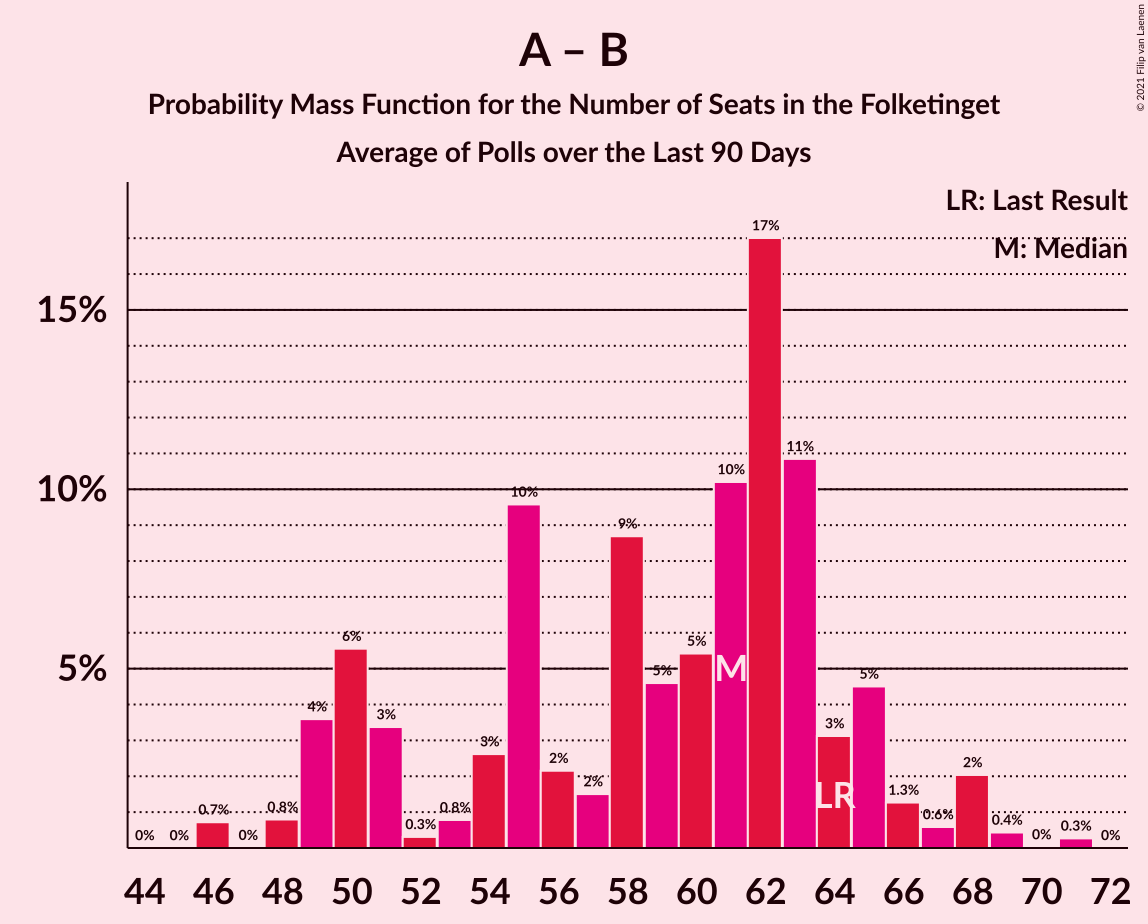 © 2021 Filip van Laenen
A – B
Probability Mass Function for the Number of Seats in the Folketinget
Average of Polls over the Last 90 Days
LR: Last Result
M: Median
15%
10%
5%
0% 0% 0.7% 0% 0.8% 4% 6% 3% 0.3% 0.8% 3% 10% 2% 2% 9% 5% 5% 10% 17% 11% 3% 5% 1.3% 0.6% 2% 0.4% 0% 0.3% 0%
M
LR
44 46 48 50 52 54 56 58 60 62 64 66 68 70 72